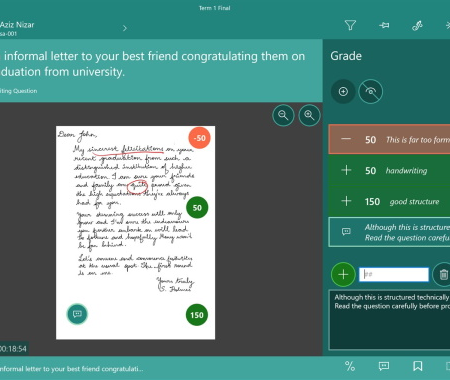 Term 1 Final
Aziz Nizar
sa-001
informal letter to your best friend congratulating them on
duation from university.
iting Question
Grade
Dear John,
My sincerest felicitations on your
recent graduation from such a
distinguished institution of higher
education. I am sure your friends
and family are quite proud given
the high expectations they've always
had for you.
Your stunning success will only
grow and I'm sure the endeavours
you further embark on will lead
to fortune and hopefully fame won't
be far behind.
Let's convene and commence festivities
at the usual spot. The first round
is on me.
Yours truly,
-50
50
150
50 This is far too form
50 handwriting
150 good structure
Although this is structure
Read the question carefu
##
Although this is structured technically
Read the question carefully before pro
00:18:54
nformal letter to your best friend congratulati...
%